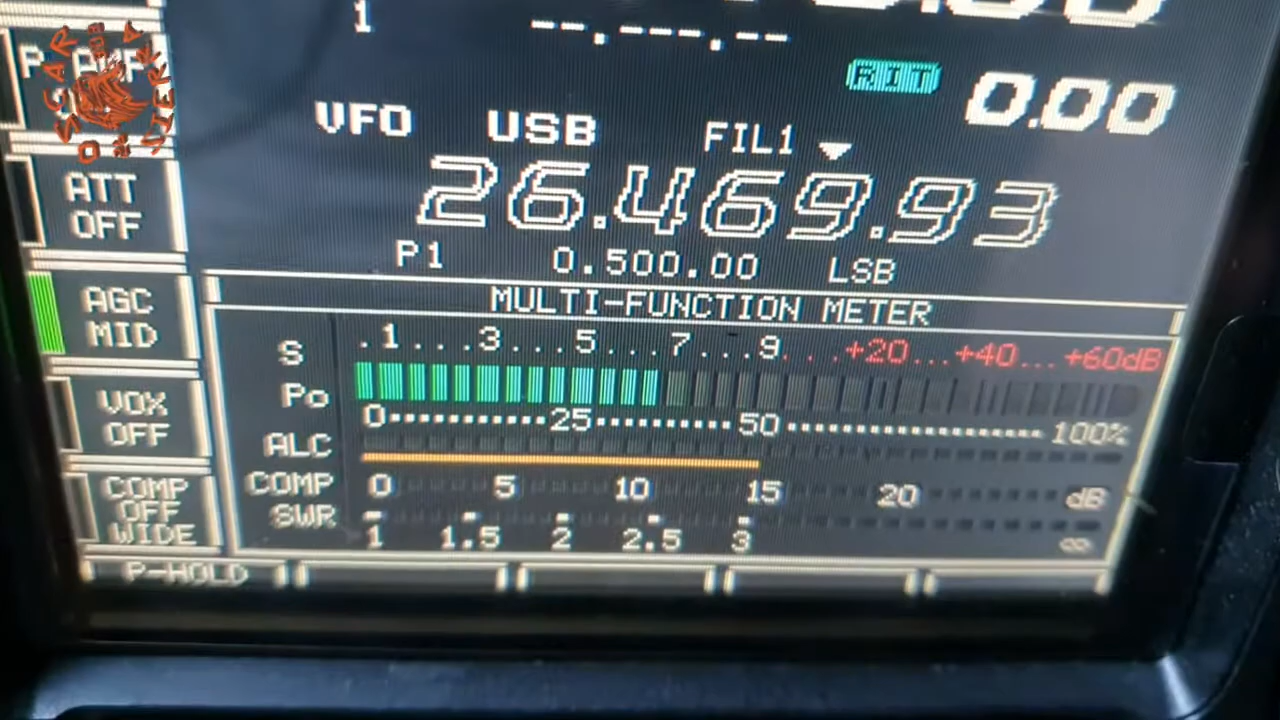 1 --.---.--
RIT 0.00
VFO USB FIL1
26.469.93
P1 0.500.00 LSB
ATT OFF
AGC MID
VOX OFF
COMP OFF WIDE
MULTI-FUNCTION METER
S .1...3...5...7...9...+20...+40...+60dB
Po 0 25 50 100%
ALC
COMP 0 5 10 15 20 dB
SWR 1 1.5 2 2.5 3 ∞
P-HOLD